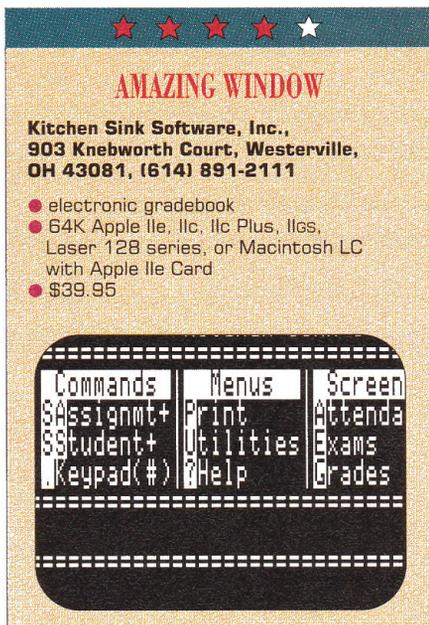 AMAZING WINDOW
Kitchen Sink Software, Inc.,
903 Knebworth Court, Westerville,
OH 43081, (614) 891-2111
electronic gradebook
64K Apple IIe, IIc, IIc Plus, IIGS,
Laser 128 series, or Macintosh LC
with Apple IIe Card
$39.95
Commands Menus Screen
SAssignmt+ Print Attenda
SStudent+ Utilities Exams
.Keypad(#) ?Help Grades